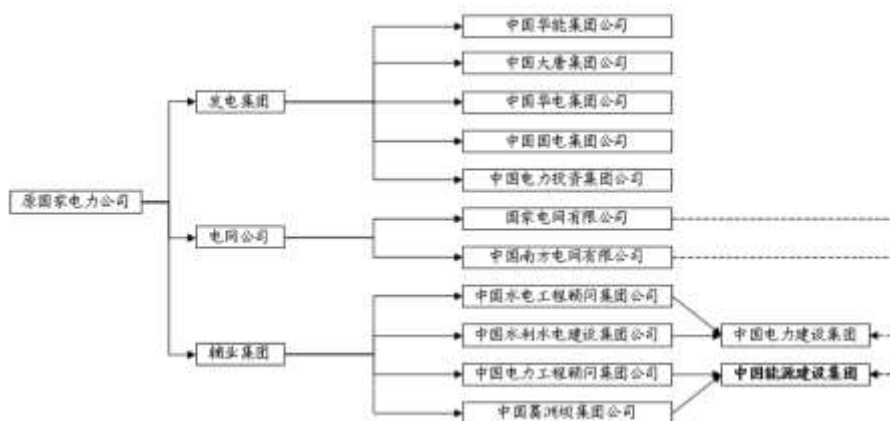 原国家电力公司
发电集团
中国华能集团公司
中国大唐集团公司
中国华电集团公司
中国国电集团公司
中国电力投资集团公司
电网公司
国家电网有限公司
中国南方电网有限公司
辅业集团
中国水电工程顾问集团公司
中国水利水电建设集团公司
中国电力工程顾问集团公司
中国葛洲坝集团公司
中国电力建设集团
中国能源建设集团